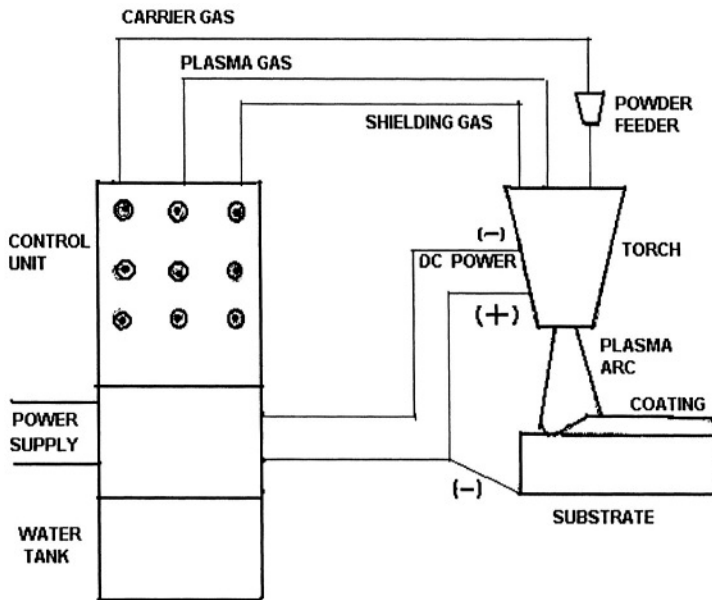 CARRIER GAS
PLASMA GAS
SHIELDING GAS
POWDER
FEEDER
CONTROL
UNIT
(-)
DC POWER
TORCH
(+)
PLASMA
ARC
COATING
POWER
SUPPLY
(-)
SUBSTRATE
WATER
TANK